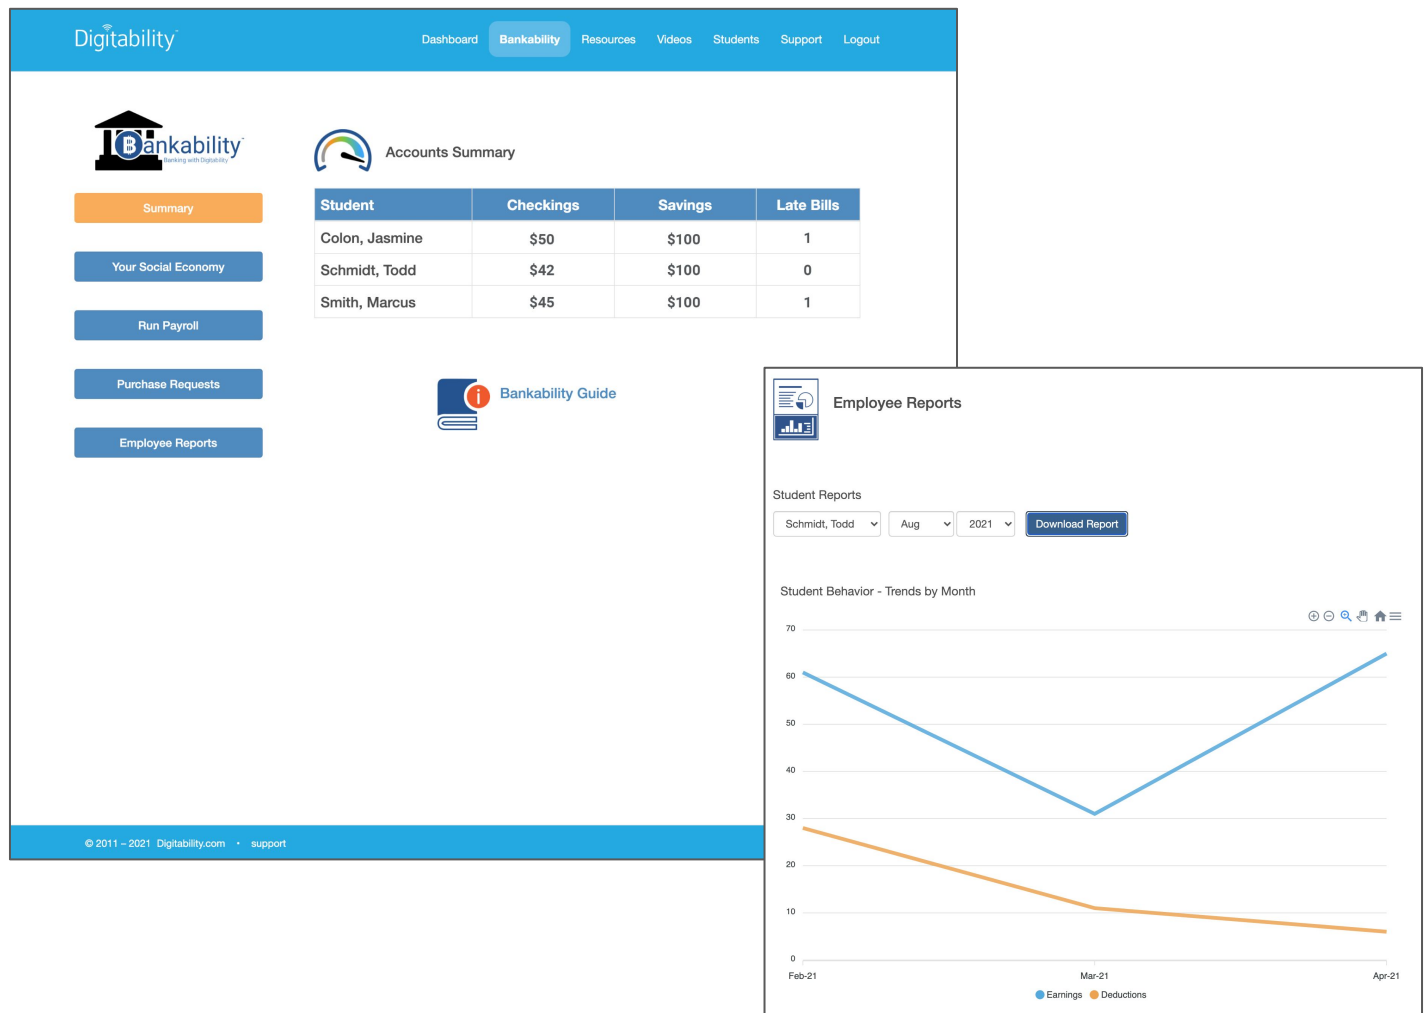 Digitability™
Dashboard Bankability Resources Videos Students Support Logout
Bankability™
Banking with Digitability
Summary
Your Social Economy
Run Payroll
Purchase Requests
Employee Reports
Accounts Summary
Student Checkings Savings Late Bills
Colon, Jasmine $50 $100 1
Schmidt, Todd $42 $100 0
Smith, Marcus $45 $100 1
i Bankability Guide
© 2011 – 2021 Digitability.com • support
Employee Reports
Student Reports
Schmidt, Todd Aug 2021 Download Report
Student Behavior - Trends by Month
70
60
50
40
30
20
10
0
Feb-21 Mar-21 Apr-21
Earnings Deductions